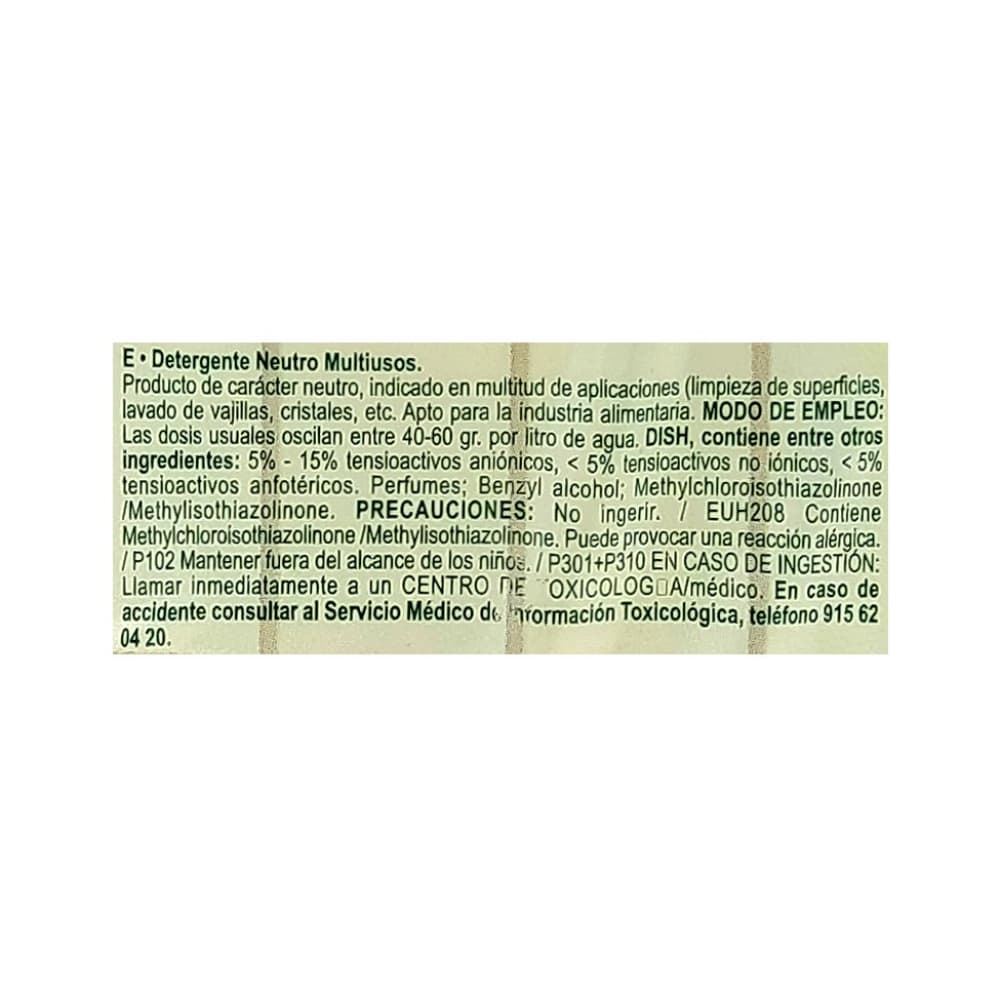 E • Detergente Neutro Multiusos.
Producto de carácter neutro, indicado en multitud de aplicaciones (limpieza de superficies,
lavado de vajillas, cristales, etc. Apto para la industria alimentaria. MODO DE EMPLEO:
Las dosis usuales oscilan entre 40-60 gr. por litro de agua. DISH, contiene entre otros
ingredientes: 5% - 15% tensioactivos aniónicos, < 5% tensioactivos no iónicos, < 5%
tensioactivos anfotéricos. Perfumes; Benzyl alcohol; Methylchloroisothiazolinone
/Methylisothiazolinone. PRECAUCIONES: No ingerir. / EUH208 Contiene
Methylchloroisothiazolinone /Methylisothiazolinone. Puede provocar una reacción alérgica.
/ P102 Mantener fuera del alcance de los niños. / P301+P310 EN CASO DE INGESTIÓN:
Llamar inmediatamente a un CENTRO DE TOXICOLOG□A/médico. En caso de
accidente consultar al Servicio Médico de Información Toxicológica, teléfono 915 62
04 20.